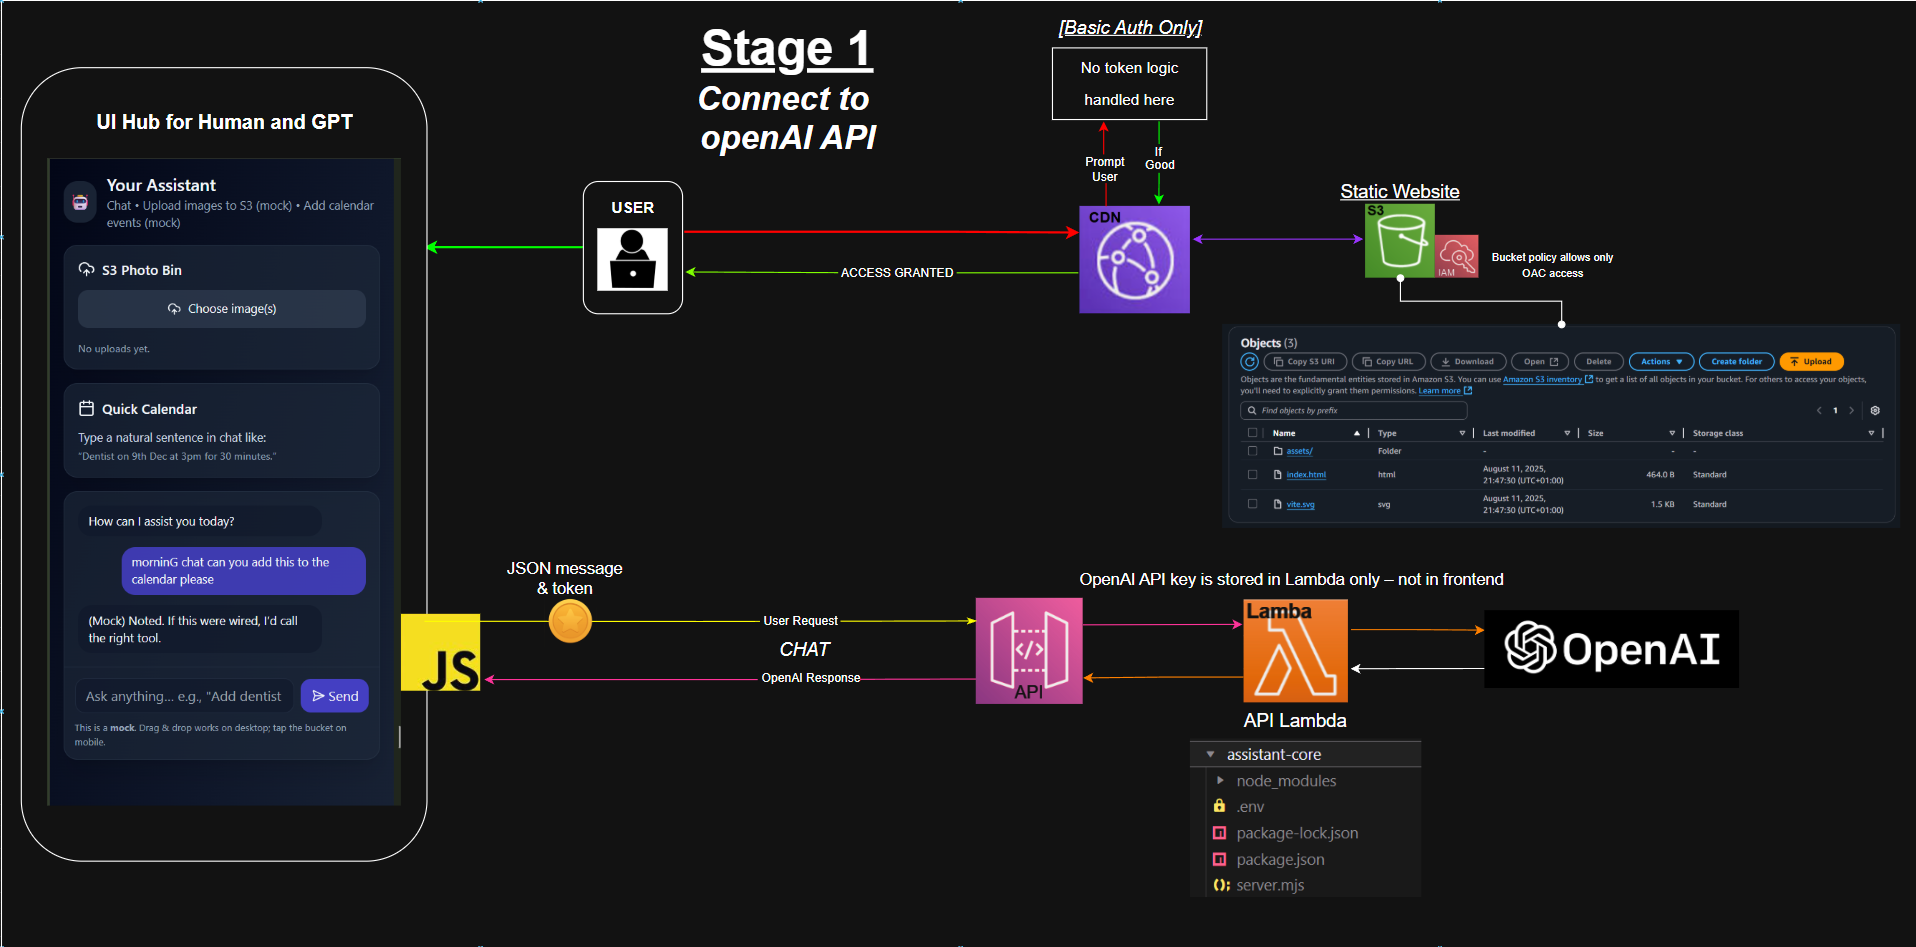 Stage 1
Connect to
openAI API
[Basic Auth Only]
No token logic
handled here
Prompt
User
If
Good
UI Hub for Human and GPT
Your Assistant
Chat • Upload images to S3 (mock) • Add calendar
events (mock)
S3 Photo Bin
Choose image(s)
No uploads yet.
Quick Calendar
Type a natural sentence in chat like:
"Dentist on 9th Dec at 3pm for 30 minutes."
How can I assist you today?
morninG chat can you add this to the
calendar please
(Mock) Noted. If this were wired, I'd call
the right tool.
Ask anything... e.g., "Add dentist
Send
This is a mock. Drag & drop works on desktop; tap the bucket on
mobile.
USER
ACCESS GRANTED
CDN
Static Website
S3
IAM
Bucket policy allows only
OAC access
Objects (3)
Copy S3 URI
Copy URL
Download
Open
Delete
Actions
Create folder
Upload
Objects are the fundamental entities stored in Amazon S3. You can use Amazon S3 inventory to get a list of all objects in your bucket. For others to access your objects,
you'll need to explicitly grant them permissions. Learn more
Find objects by prefix
1
Name Type Last modified Size Storage class
assets/ Folder - - -
index.html html August 11, 2025, 21:47:30 (UTC+01:00) 464.0 B Standard
vite.svg svg August 11, 2025, 21:47:30 (UTC+01:00) 1.5 KB Standard
JSON message
& token
JS
User Request
CHAT
OpenAI Response
API
OpenAI API key is stored in Lambda only – not in frontend
Lamba
API Lambda
OpenAI
assistant-core
node_modules
.env
package-lock.json
package.json
server.mjs